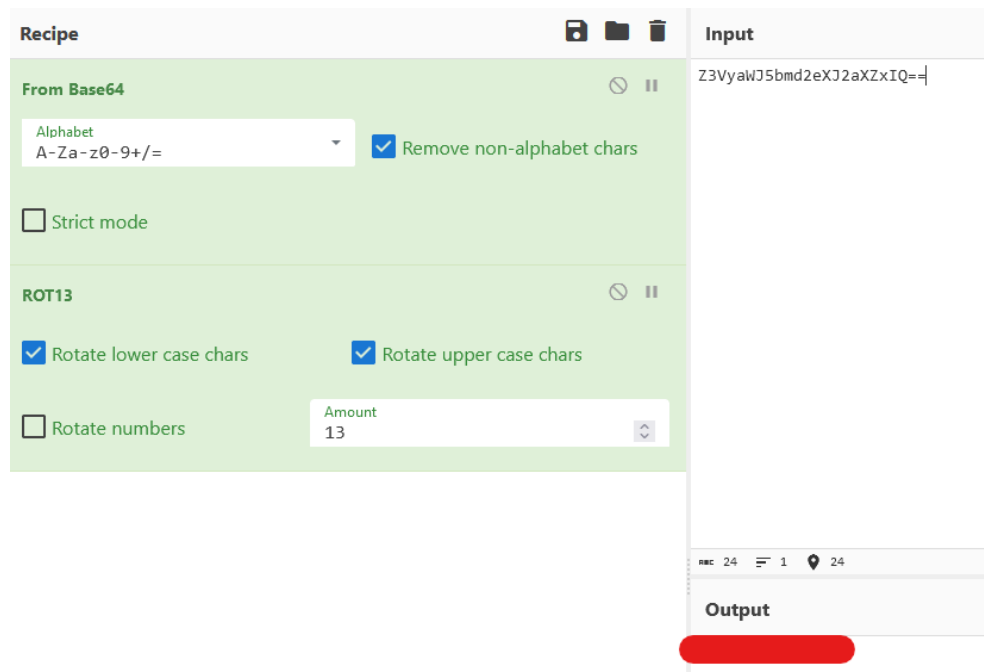 Recipe
From Base64
Alphabet
A-Za-z0-9+/=
Remove non-alphabet chars
Strict mode
ROT13
Rotate lower case chars
Rotate upper case chars
Rotate numbers
Amount
13
Input
Z3VyaWJ5bmd2eXJ2aXZxIQ==
ABC 24 1 24
Output